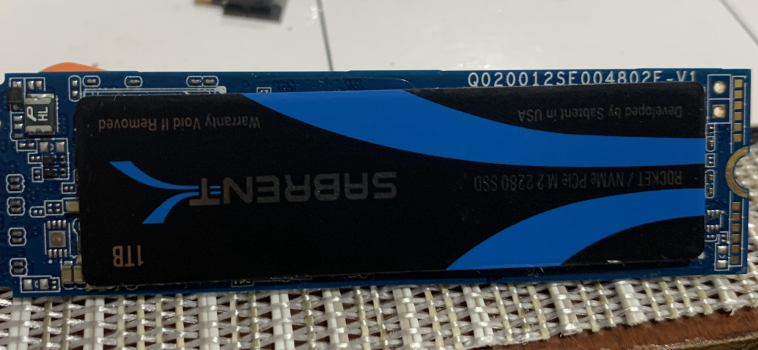 Q020012SE004802E-V1
1TB
SABRENT
ROCKET / NVMe PCIe M.2 2280 SSD
Warranty Void If Removed
Developed by Sabrent in USA